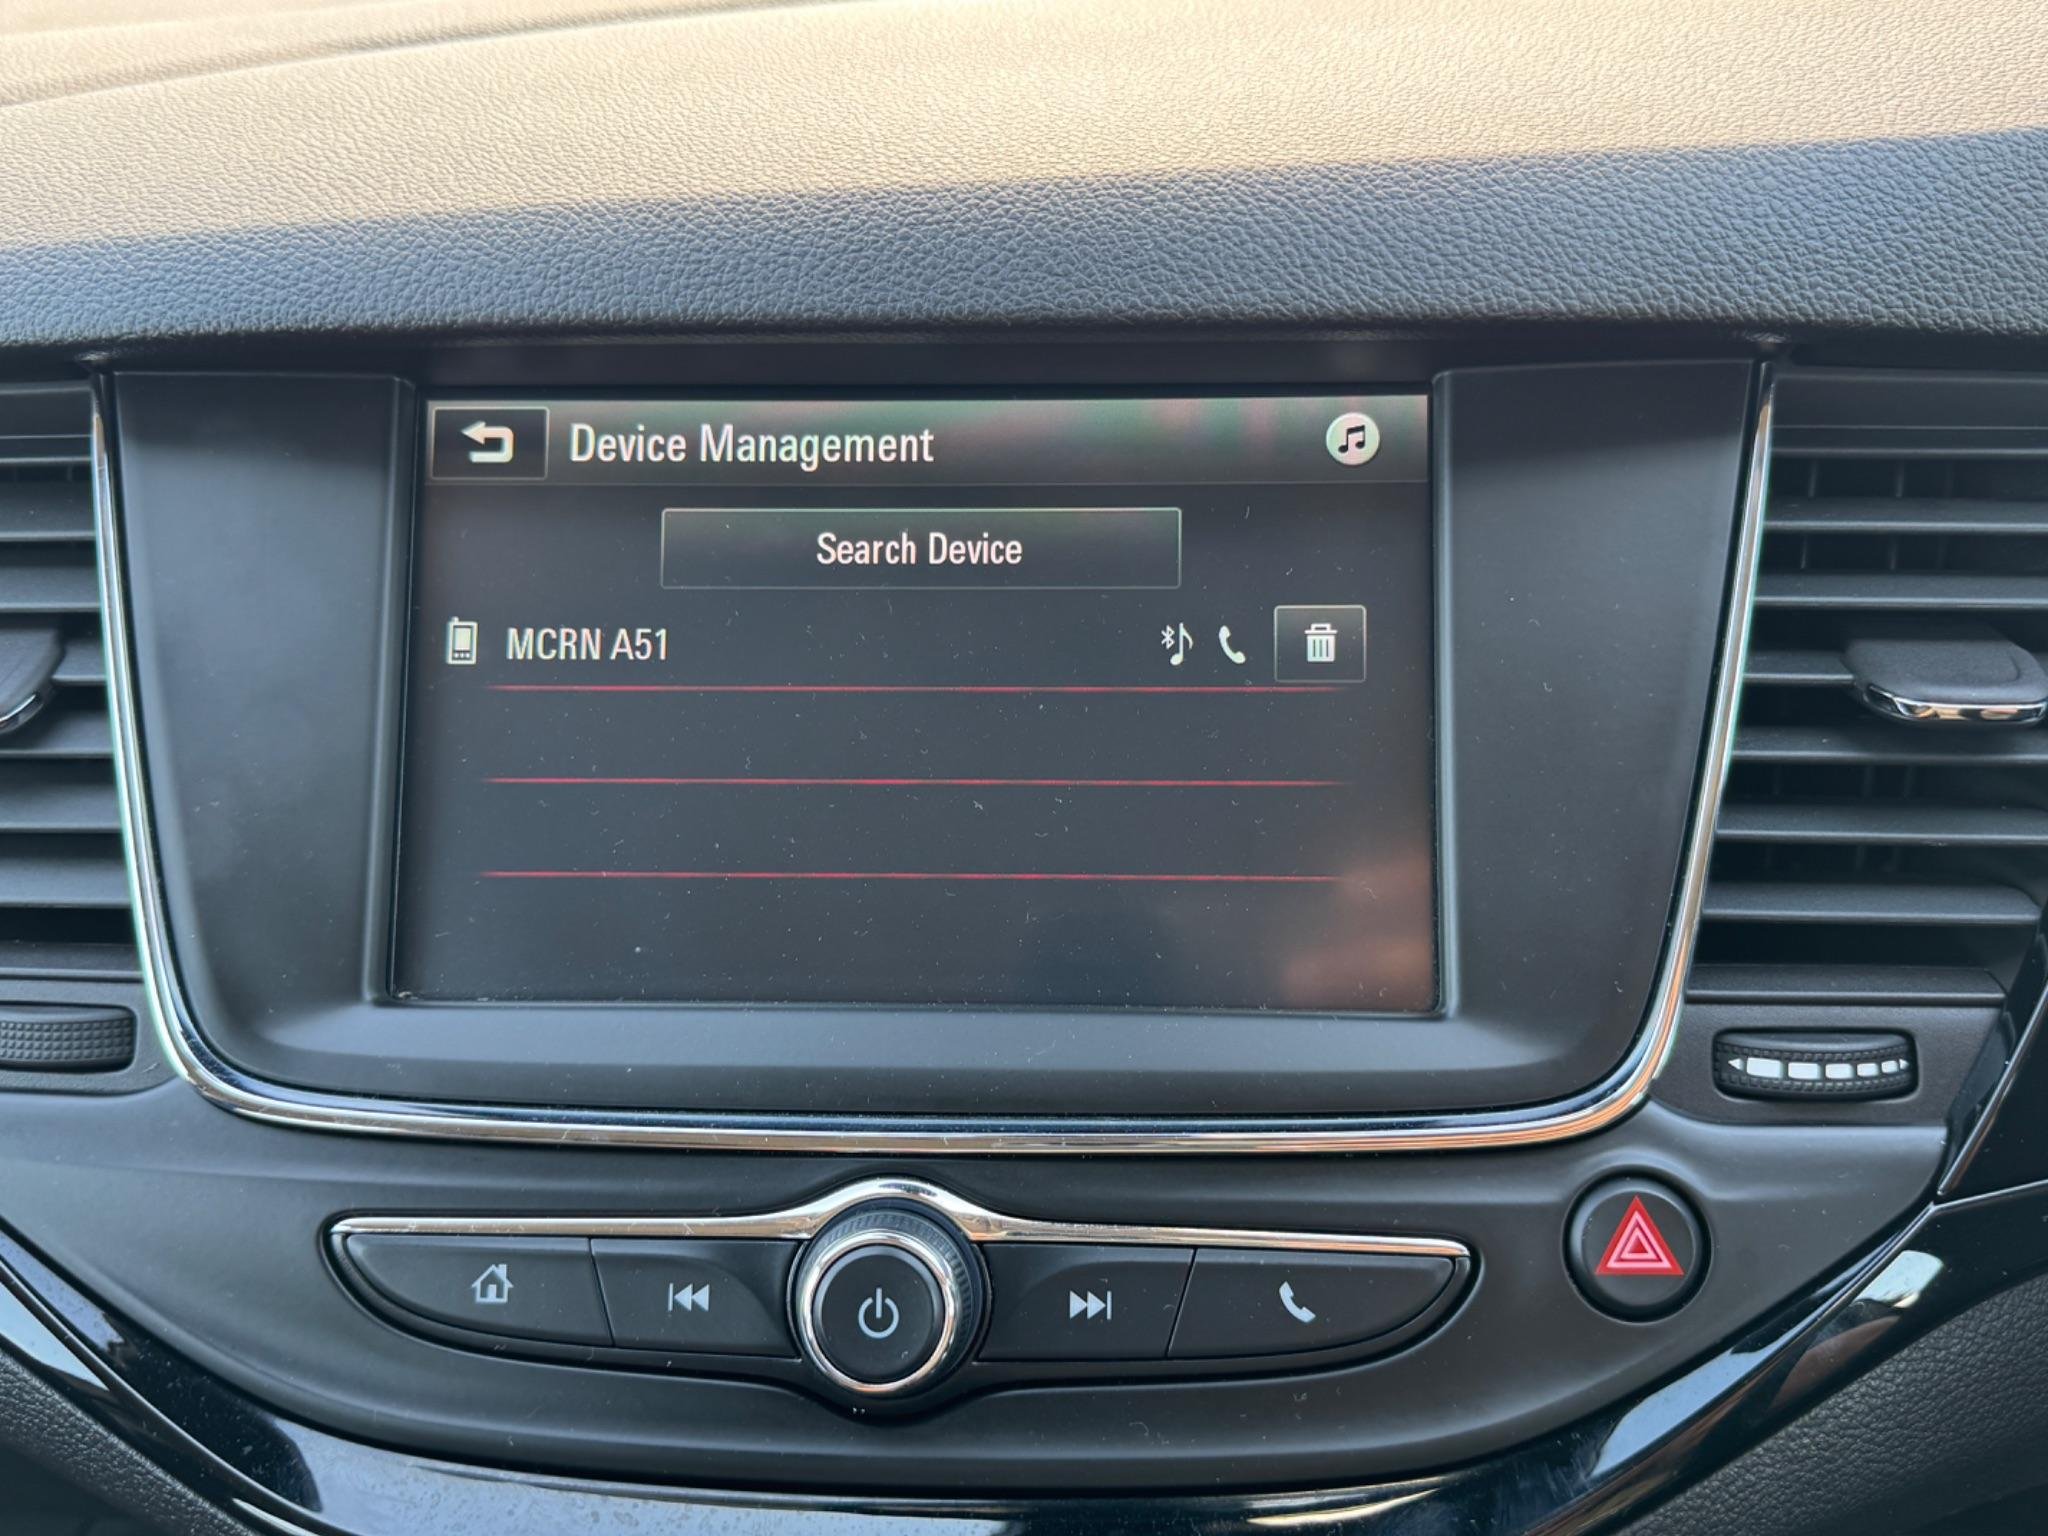 Device Management
Search Device
MCRN A51